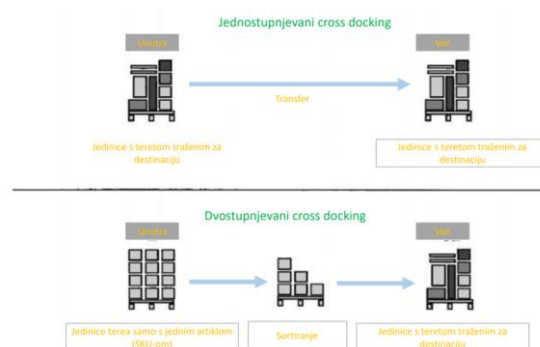 Jednostupnjevani cross docking
Unutra
Van
Transfer
Jedinice s teretom traženim za
destinaciju
Jedinice s teretom traženim za
destinaciju
Dvostupnjevani cross docking
Unutra
Van
Jedinice terea samo s jednim artiklom
(SKU-om)
Sortiranje
Jedinice s teretom traženim za
destinaciju